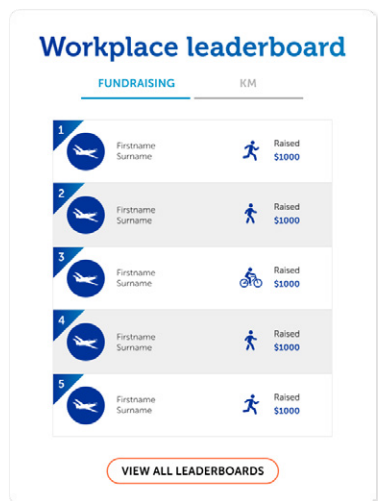 Workplace leaderboard
FUNDRAISING KM
1
Firstname
Surname
Raised
$1000
2
Firstname
Surname
Raised
$1000
3
Firstname
Surname
Raised
$1000
4
Firstname
Surname
Raised
$1000
5
Firstname
Surname
Raised
$1000
VIEW ALL LEADERBOARDS